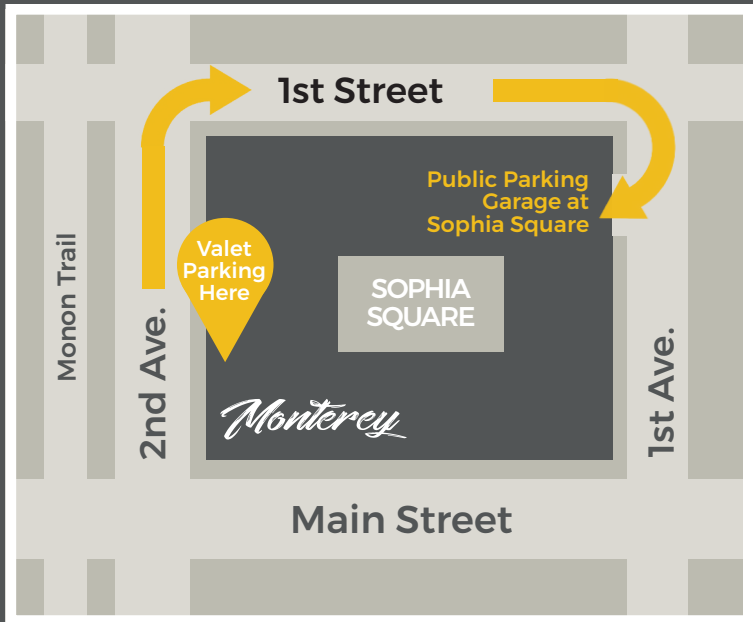 1st Street
Public Parking
Garage at
Sophia Square
Valet
Parking
Here
SOPHIA
SQUARE
Monon Trail
2nd Ave.
1st Ave.
Monterey
Main Street